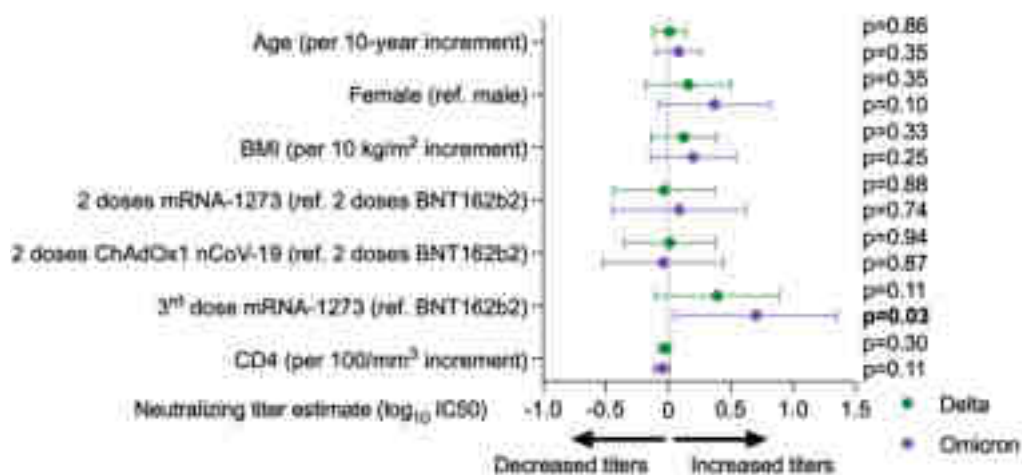 Age (per 10-year increment)
p=0.86
p=0.35
Female (ref. male)
p=0.35
p=0.10
BMI (per 10 kg/m² increment)
p=0.33
p=0.25
2 doses mRNA-1273 (ref. 2 doses BNT162b2)
p=0.88
p=0.74
2 doses ChAdOx1 nCoV-19 (ref. 2 doses BNT162b2)
p=0.94
p=0.87
3ʳᵈ dose mRNA-1273 (ref. BNT162b2)
p=0.11
p=0.03
CD4 (per 100/mm³ increment)
p=0.30
p=0.11
Neutralizing titer estimate (log₁₀ IC50)
-1.0 -0.5 0 0.5 1.0 1.5
Delta
Omicron
Decreased titers Increased titers